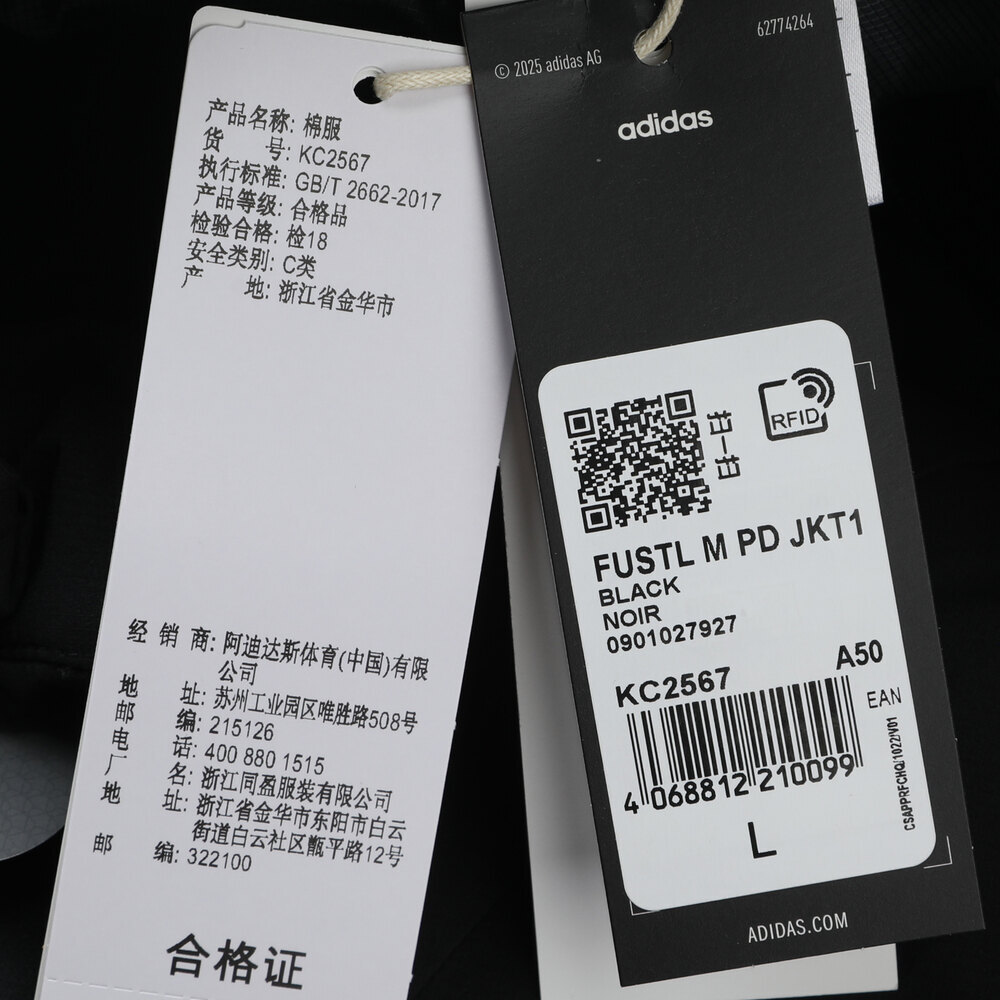 产品名称: 棉服
货 号: KC2567
执行标准: GB/T 2662-2017
产品等级: 合格品
检验合格: 检18
安全类别: C类
产 地: 浙江省金华市
经 销 商: 阿迪达斯体育(中国)有限
公司
地 址: 苏州工业园区唯胜路508号
邮 编: 215126
电 话: 400 880 1515
厂 名: 浙江同盈服装有限公司
地 址: 浙江省金华市东阳市白云
街道白云社区甑平路12号
邮 编: 322100
合格证
62774264
© 2025 adidas AG
adidas
扫一扫
RFID
FUSTL M PD JKT1
BLACK
NOIR
0901027927
KC2567 A50
EAN
4 068812 210099
CSAPPRFCHQ/1022/V01
L
ADIDAS.COM